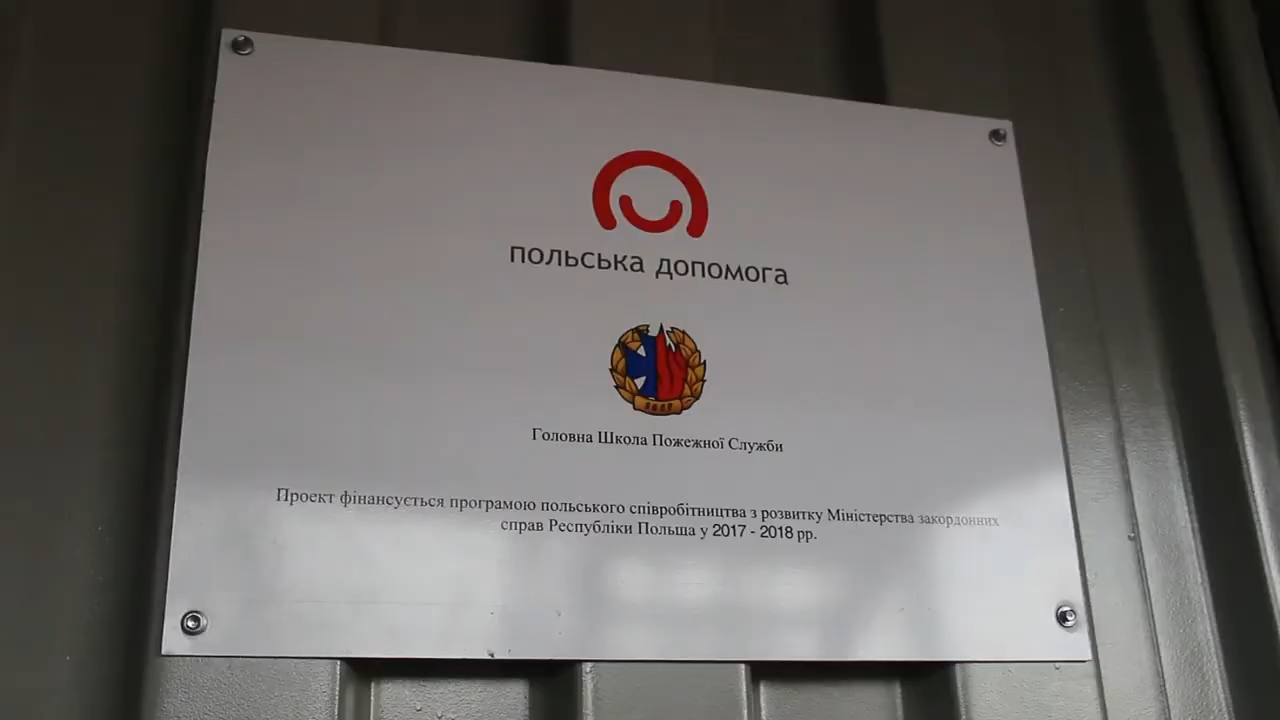 польська допомога
Головна Школа Пожежної Служби
Проект фінансується програмою польського співробітництва з розвитку Міністерства закордонних
справ Республіки Польша у 2017 - 2018 рр.